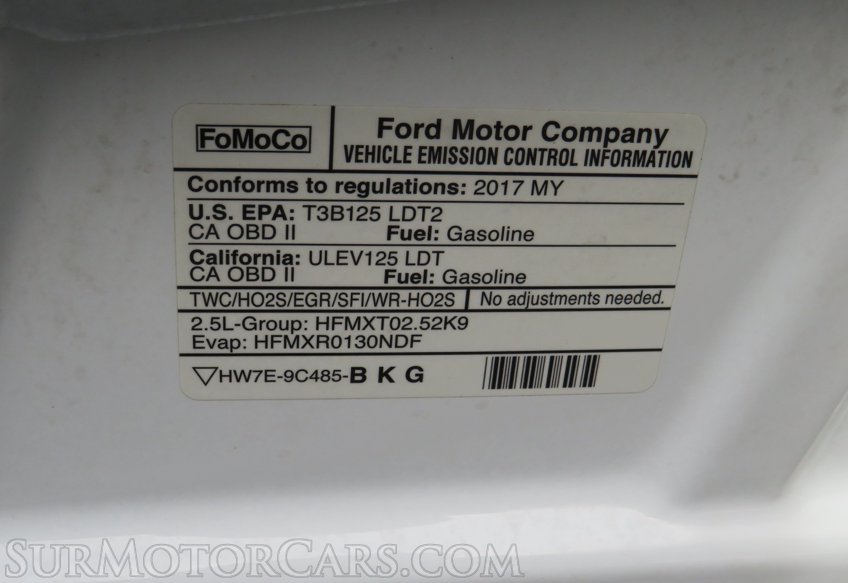 FoMoCo
Ford Motor Company
VEHICLE EMISSION CONTROL INFORMATION
Conforms to regulations: 2017 MY
U.S. EPA: T3B125 LDT2
CA OBD II Fuel: Gasoline
California: ULEV125 LDT
CA OBD II Fuel: Gasoline
TWC/HO2S/EGR/SFI/WR-HO2S No adjustments needed.
2.5L-Group: HFMXT02.52K9
Evap: HFMXR0130NDF
HW7E-9C485-B K G
SurMotorCars.com